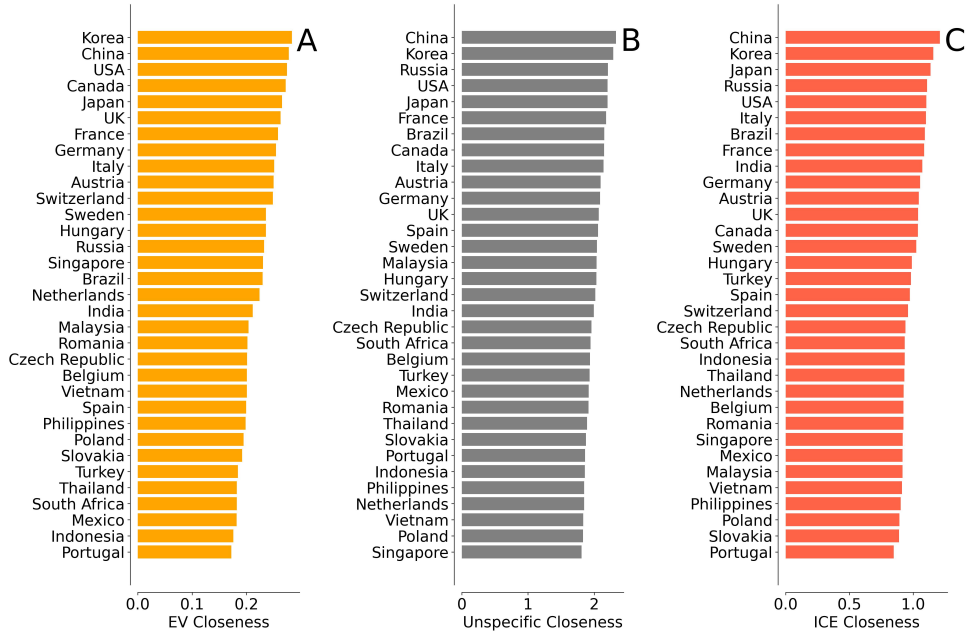 A
Korea
China
USA
Canada
Japan
UK
France
Germany
Italy
Austria
Switzerland
Sweden
Hungary
Russia
Singapore
Brazil
Netherlands
India
Malaysia
Romania
Czech Republic
Belgium
Vietnam
Spain
Philippines
Poland
Slovakia
Turkey
Thailand
South Africa
Mexico
Indonesia
Portugal
0.0 0.1 0.2
EV Closeness
B
China
Korea
Russia
USA
Japan
France
Brazil
Canada
Italy
Austria
Germany
UK
Spain
Sweden
Malaysia
Hungary
Switzerland
India
Czech Republic
South Africa
Belgium
Turkey
Mexico
Romania
Thailand
Slovakia
Portugal
Indonesia
Philippines
Netherlands
Vietnam
Poland
Singapore
0 1 2
Unspecific Closeness
C
China
Korea
Japan
Russia
USA
Italy
Brazil
France
India
Germany
Austria
UK
Canada
Sweden
Hungary
Turkey
Spain
Switzerland
Czech Republic
South Africa
Indonesia
Thailand
Netherlands
Belgium
Romania
Singapore
Mexico
Malaysia
Vietnam
Philippines
Poland
Slovakia
Portugal
0.0 0.5 1.0
ICE Closeness